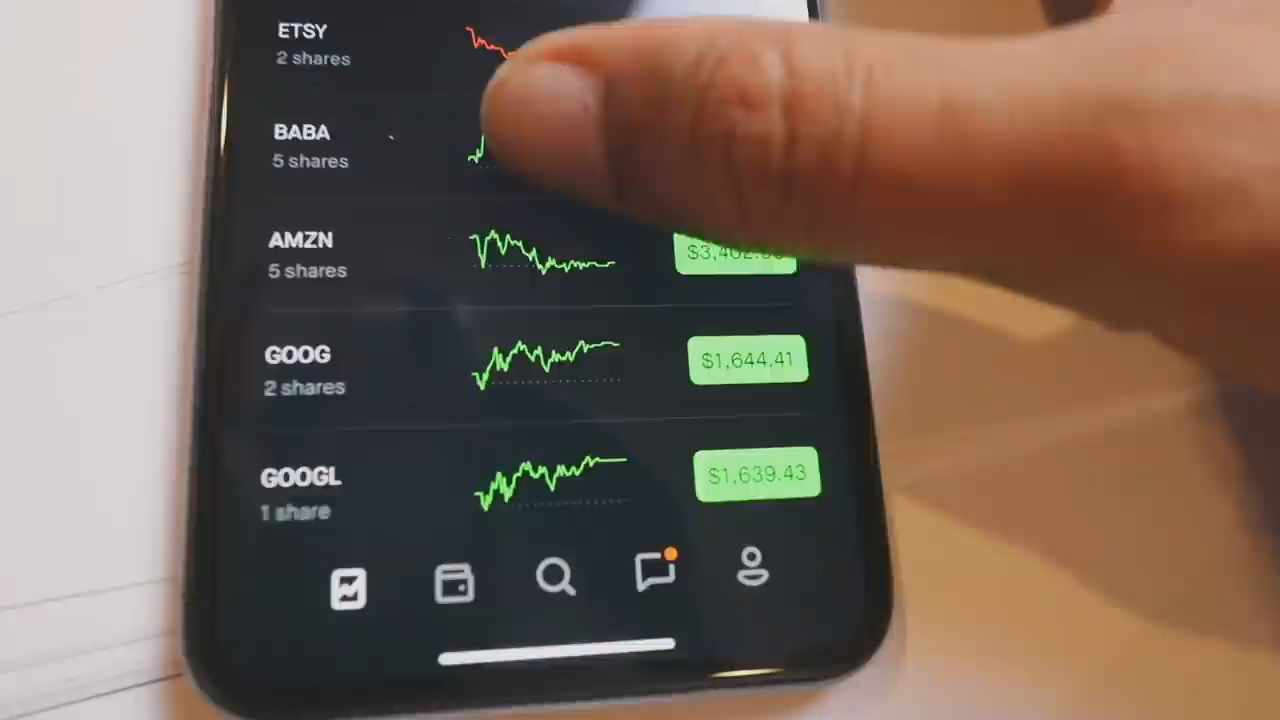 ETSY
2 shares
BABA
5 shares
AMZN
5 shares
GOOG
2 shares
$1,644.41
GOOGL
1 share
$1,639.43